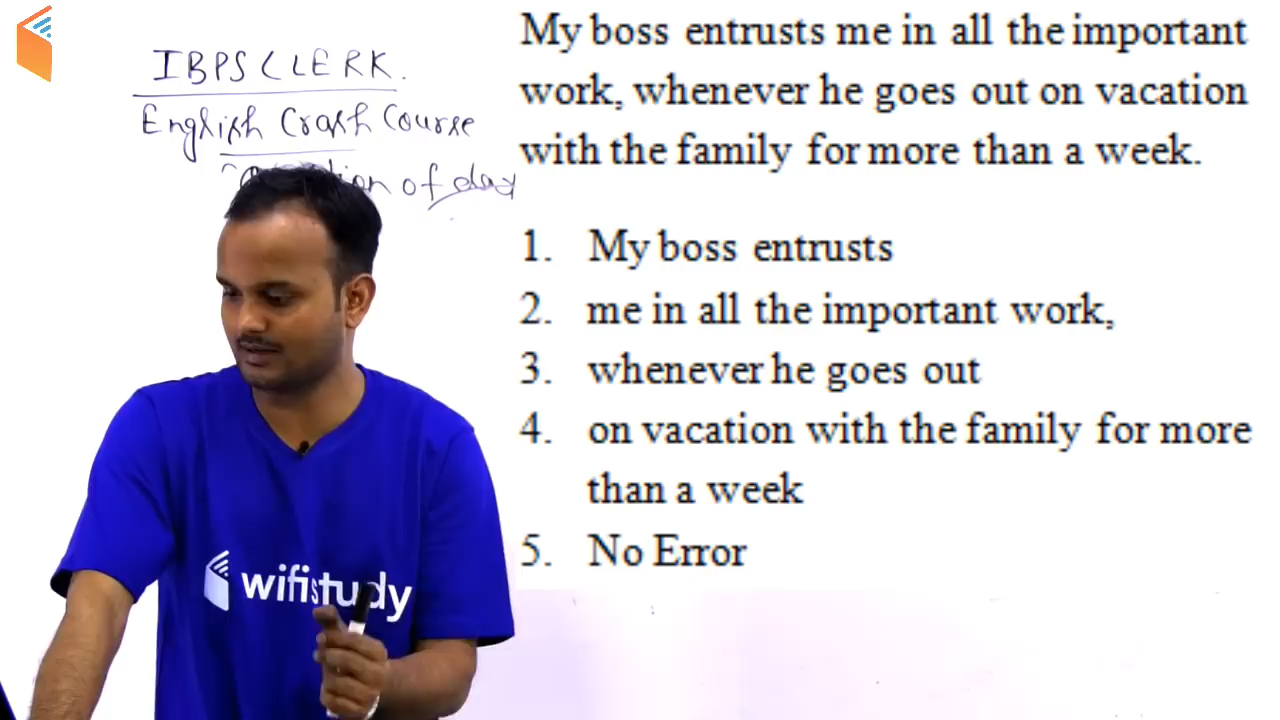 IBPS CLERK.
English Crash Course
of day
My boss entrusts me in all the important
work, whenever he goes out on vacation
with the family for more than a week.
1. My boss entrusts
2. me in all the important work,
3. whenever he goes out
4. on vacation with the family for more
than a week
5. No Error
wifistudy